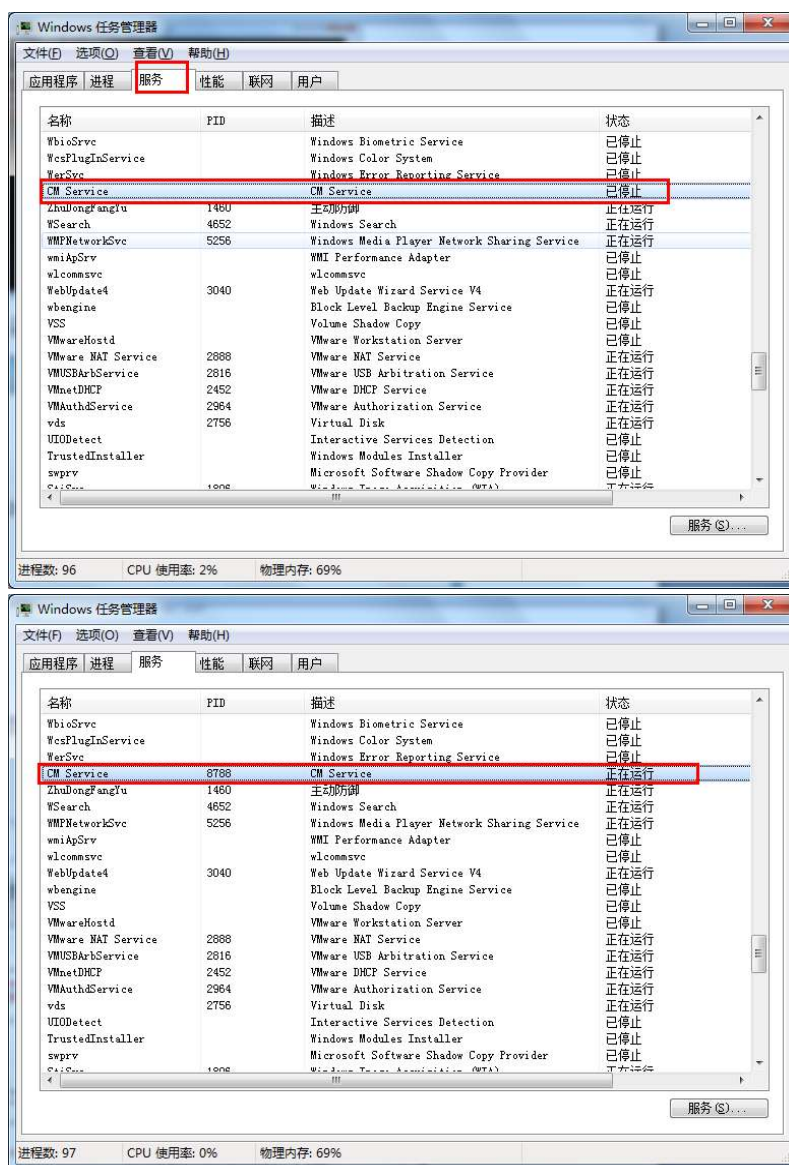 Windows 任务管理器
文件(F) 选项(O) 查看(V) 帮助(H)
应用程序 进程 服务 性能 联网 用户
名称 PID 描述 状态
WbioSrvc Windows Biometric Service 已停止
WcsPlugInService Windows Color System 已停止
WerSvc Windows Error Reporting Service 已停止
CM Service CM Service 已停止
ZhuDongFangYu 1460 主动防御 正在运行
WSearch 4652 Windows Search 正在运行
WMPNetworkSvc 5256 Windows Media Player Network Sharing Service 正在运行
wmiApSrv WMI Performance Adapter 已停止
wlcommsvc wlcommsvc 已停止
WebUpdate4 3040 Web Update Wizard Service V4 正在运行
wbengine Block Level Backup Engine Service 已停止
VSS Volume Shadow Copy 已停止
VMwareHostd VMware Workstation Server 已停止
VMware NAT Service 2888 VMware NAT Service 正在运行
VMUSBArbService 2816 VMware USB Arbitration Service 正在运行
VMnetDHCP 2452 VMware DHCP Service 正在运行
VMAuthdService 2964 VMware Authorization Service 正在运行
vds 2756 Virtual Disk 正在运行
UI0Detect Interactive Services Detection 已停止
TrustedInstaller Windows Modules Installer 已停止
swprv Microsoft Software Shadow Copy Provider 已停止
StiSvc 1806 Windows Image Acquisition (WIA) 正在运行
服务(S)...
进程数: 96 CPU 使用率: 2% 物理内存: 69%
Windows 任务管理器
文件(F) 选项(O) 查看(V) 帮助(H)
应用程序 进程 服务 性能 联网 用户
名称 PID 描述 状态
WbioSrvc Windows Biometric Service 已停止
WcsPlugInService Windows Color System 已停止
WerSvc Windows Error Reporting Service 已停止
CM Service 8788 CM Service 正在运行
ZhuDongFangYu 1460 主动防御 正在运行
WSearch 4652 Windows Search 正在运行
WMPNetworkSvc 5256 Windows Media Player Network Sharing Service 正在运行
wmiApSrv WMI Performance Adapter 已停止
wlcommsvc wlcommsvc 已停止
WebUpdate4 3040 Web Update Wizard Service V4 正在运行
wbengine Block Level Backup Engine Service 已停止
VSS Volume Shadow Copy 已停止
VMwareHostd VMware Workstation Server 已停止
VMware NAT Service 2888 VMware NAT Service 正在运行
VMUSBArbService 2816 VMware USB Arbitration Service 正在运行
VMnetDHCP 2452 VMware DHCP Service 正在运行
VMAuthdService 2964 VMware Authorization Service 正在运行
vds 2756 Virtual Disk 正在运行
UI0Detect Interactive Services Detection 已停止
TrustedInstaller Windows Modules Installer 已停止
swprv Microsoft Software Shadow Copy Provider 已停止
StiSvc 1806 Windows Image Acquisition (WIA) 正在运行
服务(S)...
进程数: 97 CPU 使用率: 0% 物理内存: 69%